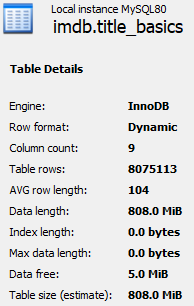 Local instance MySQL80
imdb.title_basics
Table Details
Engine: InnoDB
Row format: Dynamic
Column count: 9
Table rows: 8075113
AVG row length: 104
Data length: 808.0 MiB
Index length: 0.0 bytes
Max data length: 0.0 bytes
Data free: 5.0 MiB
Table size (estimate): 808.0 MiB